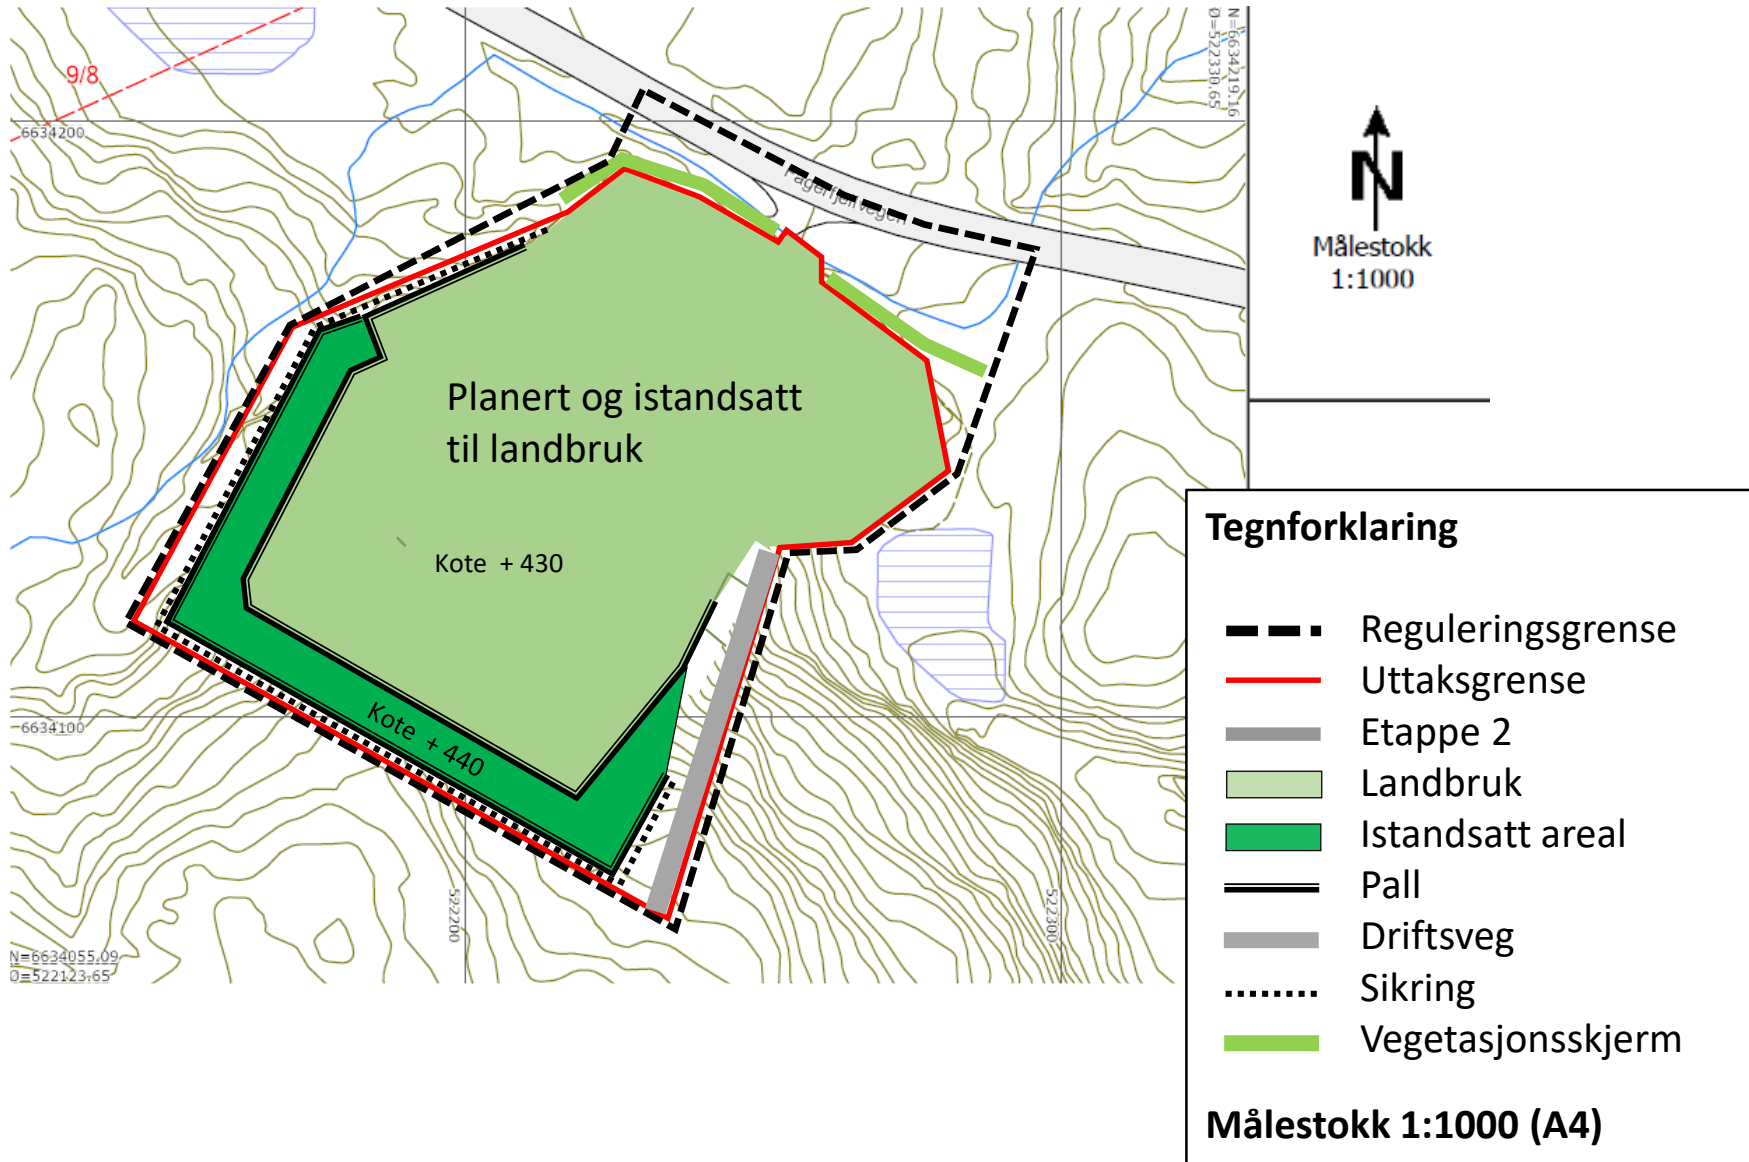 9/8
6634200
N=6634219.16
Ø=522330.65
Fagerfjellvegen
N
Målestokk
1:1000
Planert og istandsatt
til landbruk
Kote + 430
Kote + 440
6634100
522200
522300
N=6634055.09
Ø=522123.65
Tegnforklaring
Reguleringsgrense
Uttaksgrense
Etappe 2
Landbruk
Istandsatt areal
Pall
Driftsveg
Sikring
Vegetasjonsskjerm
Målestokk 1:1000 (A4)